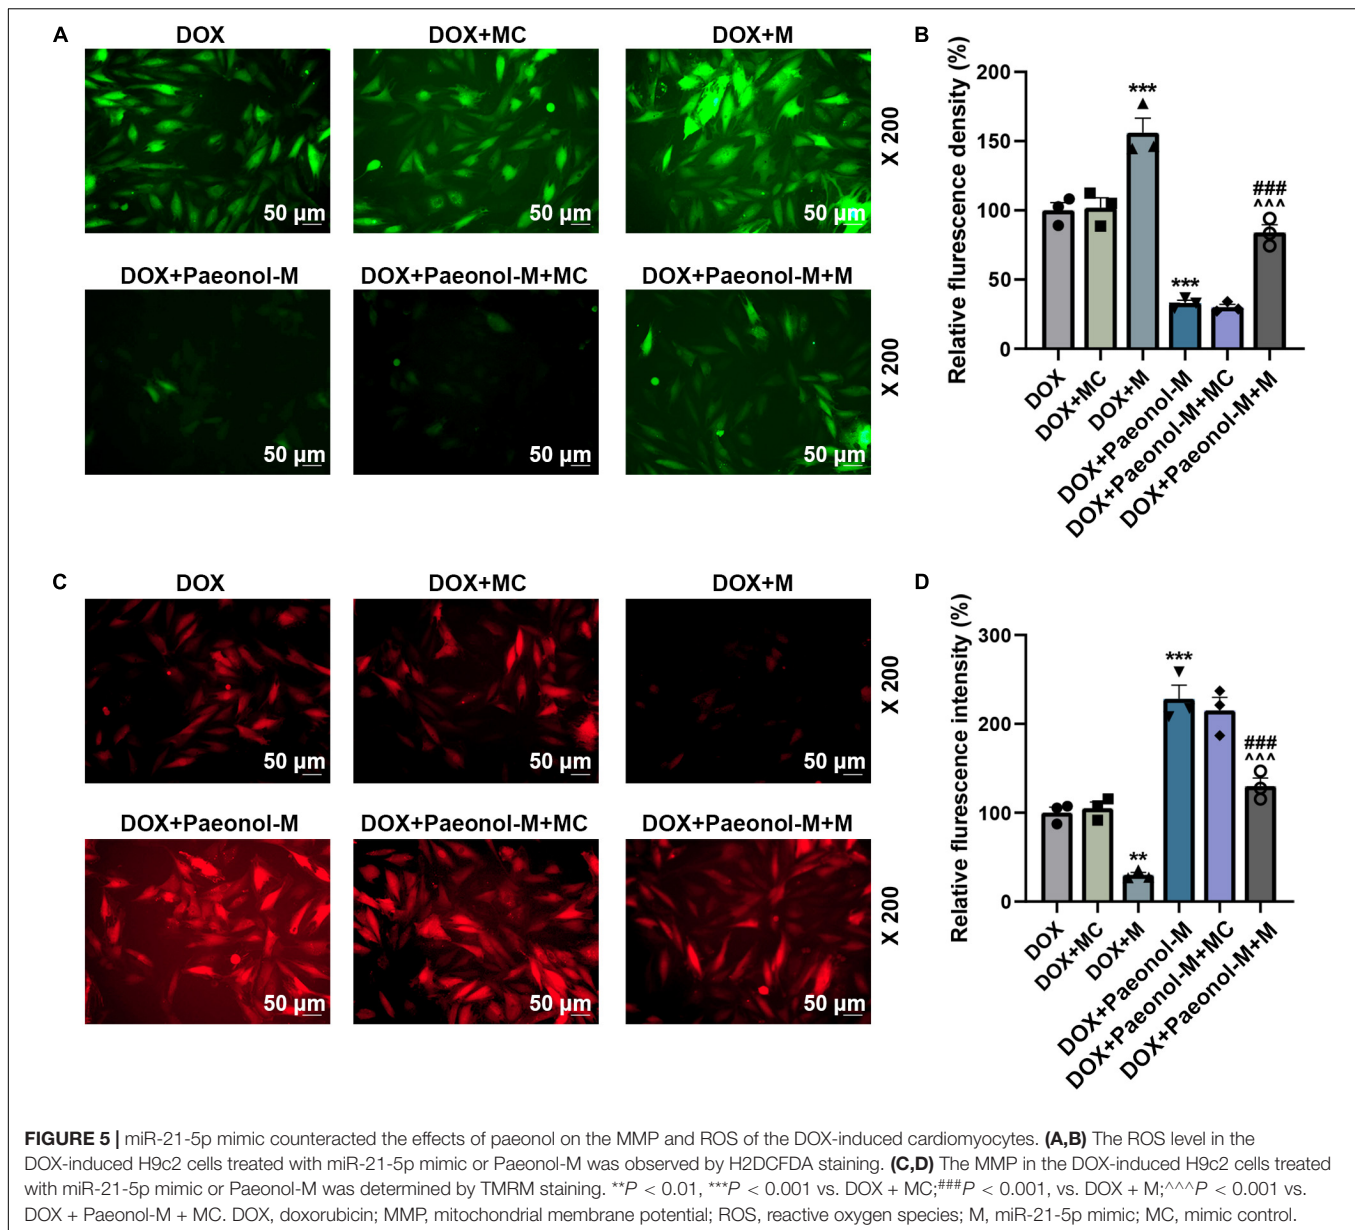 A
DOX
DOX+MC
DOX+M
50 µm
50 µm
50 µm
X 200
DOX+Paeonol-M
DOX+Paeonol-M+MC
DOX+Paeonol-M+M
50 µm
50 µm
50 µm
X 200
B
Relative flurescence density (%)
200
150
100
50
0
***
***
###
^^^
DOX
DOX+MC
DOX+M
DOX+Paeonol-M
DOX+Paeonol-M+MC
DOX+Paeonol-M+M
C
DOX
DOX+MC
DOX+M
50 µm
50 µm
50 µm
X 200
DOX+Paeonol-M
DOX+Paeonol-M+MC
DOX+Paeonol-M+M
50 µm
50 µm
50 µm
X 200
D
Relative flurescence intensity (%)
300
200
100
0
**
***
###
^^^
DOX
DOX+MC
DOX+M
DOX+Paeonol-M
DOX+Paeonol-M+MC
DOX+Paeonol-M+M
FIGURE 5 | miR-21-5p mimic counteracted the effects of paeonol on the MMP and ROS of the DOX-induced cardiomyocytes. (A,B) The ROS level in the
DOX-induced H9c2 cells treated with miR-21-5p mimic or Paeonol-M was observed by H2DCFDA staining. (C,D) The MMP in the DOX-induced H9c2 cells treated
with miR-21-5p mimic or Paeonol-M was determined by TMRM staining. **P < 0.01, ***P < 0.001 vs. DOX + MC;###P < 0.001, vs. DOX + M;^^^P < 0.001 vs.
DOX + Paeonol-M + MC. DOX, doxorubicin; MMP, mitochondrial membrane potential; ROS, reactive oxygen species; M, miR-21-5p mimic; MC, mimic control.